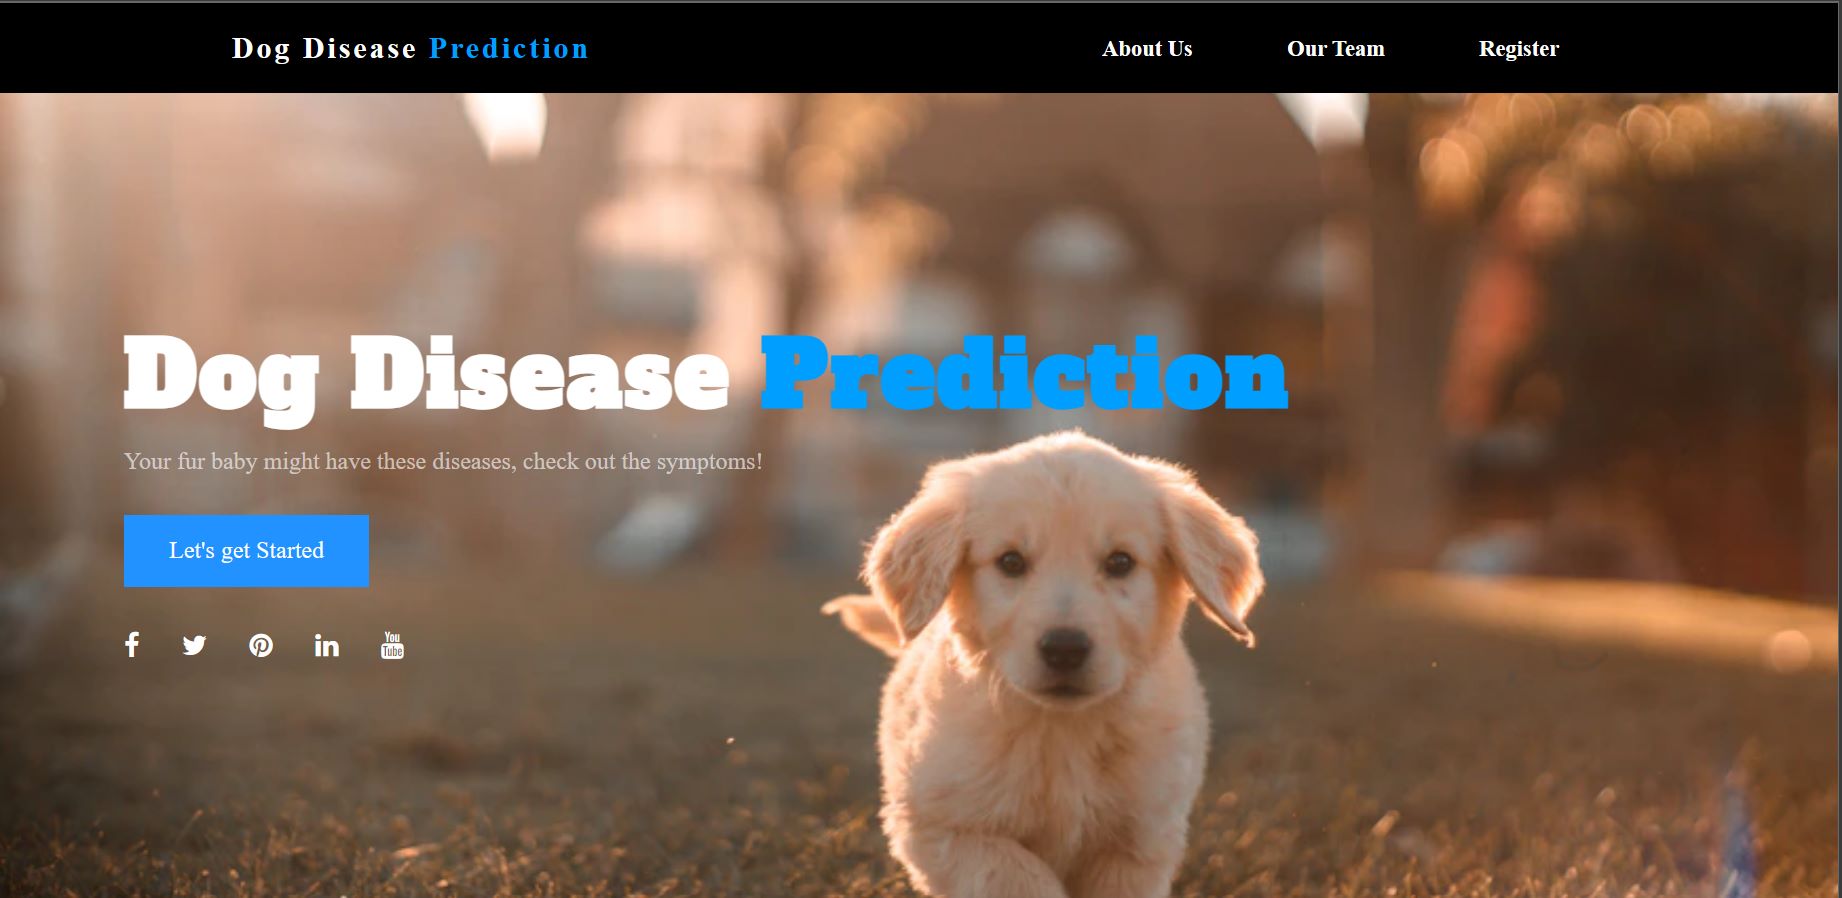 Dog Disease Prediction
About Us
Our Team
Register
Dog Disease Prediction
Your fur baby might have these diseases, check out the symptoms!
Let's get Started
You
Tube